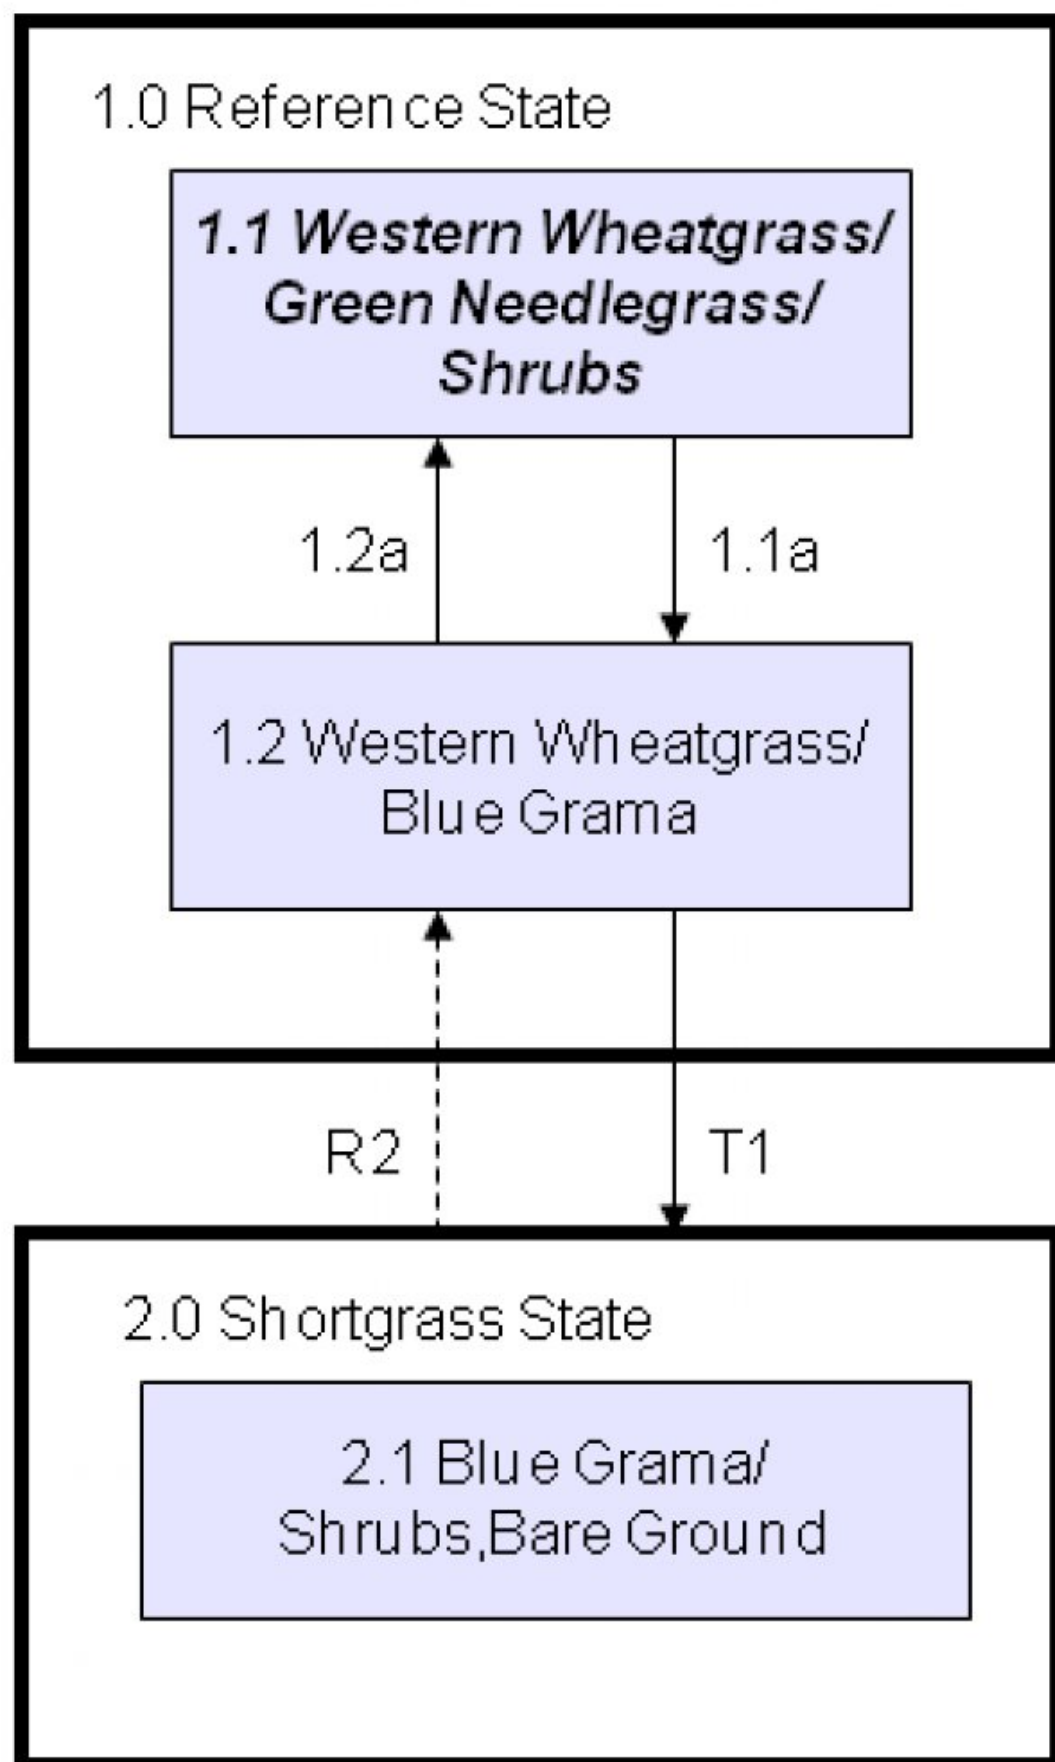 1.0 Reference State
1.1 Western Wheatgrass/
Green Needlegrass/
Shrubs
1.2a
1.1a
1.2 Western Wheatgrass/
Blue Grama
R2
T1
2.0 Shortgrass State
2.1 Blue Grama/
Shrubs,Bare Ground